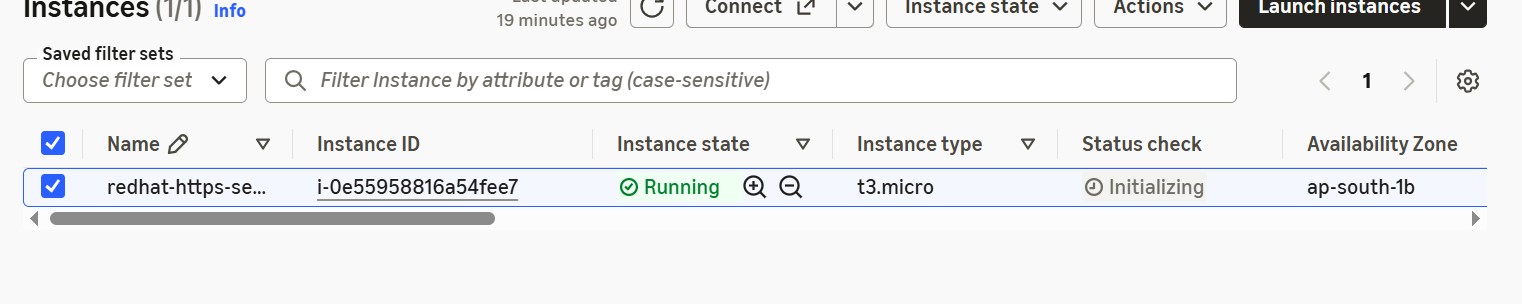 Instances (1/1) Info
Last updated
19 minutes ago
Connect
Instance state
Actions
Launch instances
Saved filter sets
Choose filter set
Filter Instance by attribute or tag (case-sensitive)
1
Name Instance ID Instance state Instance type Status check Availability Zone
redhat-https-se... i-0e55958816a54fee7 Running t3.micro Initializing ap-south-1b